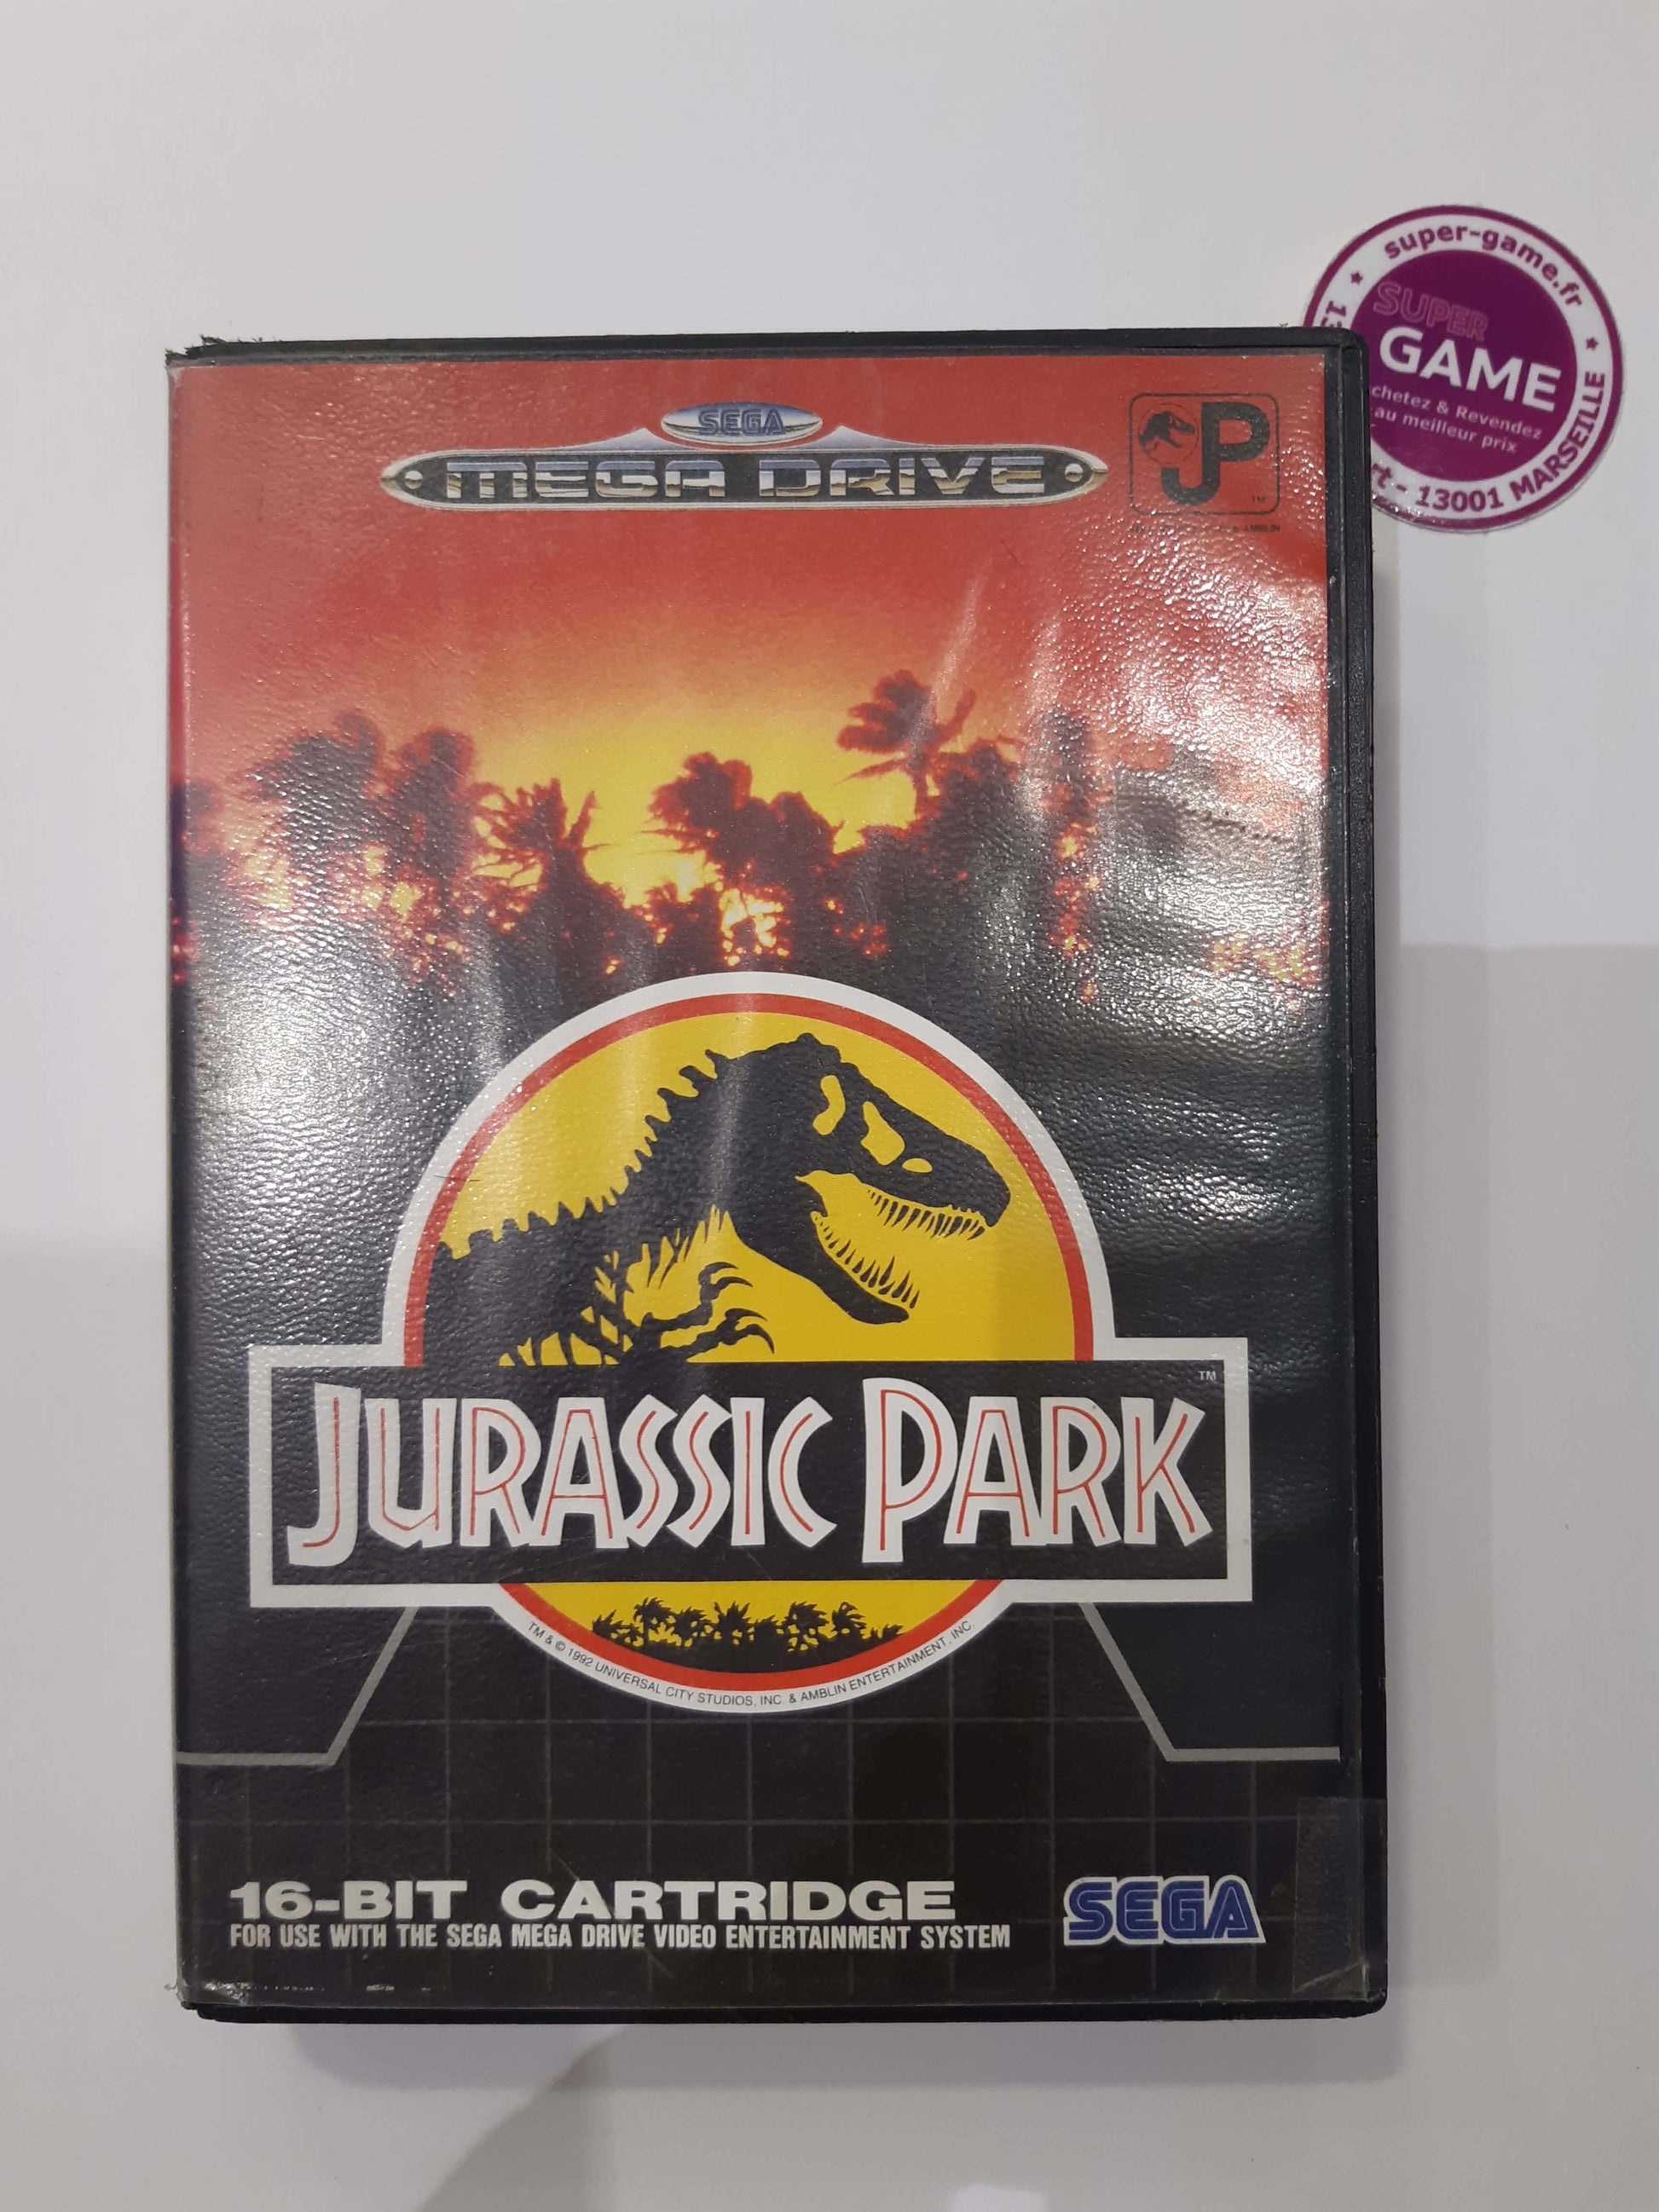 super-game.fr
SUPER
GAME
chetez & Revendez
au meilleur prix
rt - 13001 MARSEILLE
SEGA
MEGA DRIVE
JP
TM
& AMBLIN
JURASSIC PARK
TM
TM & © 1992 UNIVERSAL CITY STUDIOS, INC. & AMBLIN ENTERTAINMENT, INC
16-BIT CARTRIDGE
FOR USE WITH THE SEGA MEGA DRIVE VIDEO ENTERTAINMENT SYSTEM
SEGA